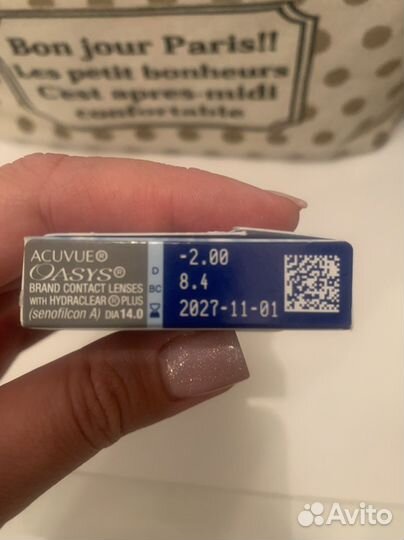 Bon jour Paris!!
Les petit bonheurs
C'est apres-midi
confortable
ACUVUE®
OASYS®
BRAND CONTACT LENSES
WITH HYDRACLEAR® PLUS
(senofilcon A) DIA 14.0
D -2.00
BC 8.4
2027-11-01
Avito